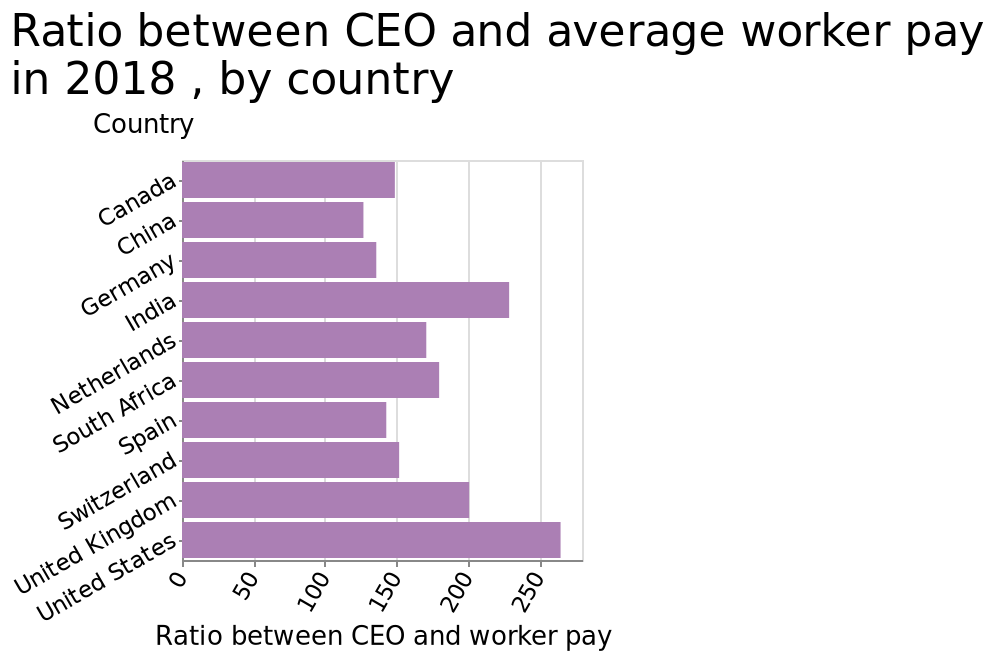 Ratio between CEO and average worker pay
in 2018 , by country
Country
Canada
China
Germany
India
Netherlands
South Africa
Spain
Switzerland
United Kingdom
United States
0 50 100 150 200 250
Ratio between CEO and worker pay